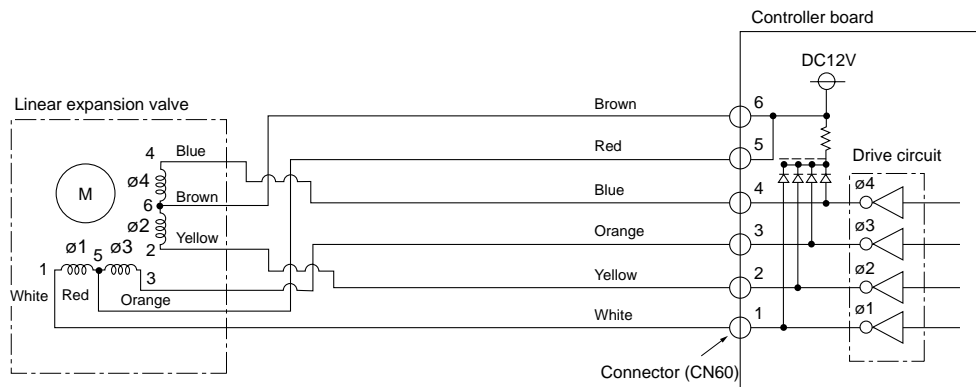 Controller board
DC12V
Linear expansion valve
Brown
6
Red
5
Drive circuit
4
Blue
ø4
M
Brown
6
ø2
Yellow
2
Blue
4
ø4
Orange
3
ø3
ø1
5
ø3
1
3
White
Red
Orange
Yellow
2
ø2
White
1
ø1
Connector (CN60)